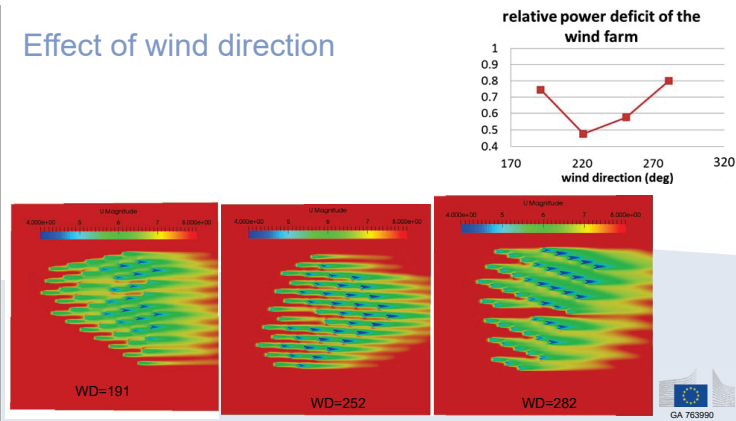 Effect of wind direction
relative power deficit of the
wind farm
1
0.9
0.8
0.7
0.6
0.5
0.4
170 220 270 320
wind direction (deg)
U Magnitude
4.000e+00 5 6 7 8.000e+00
WD=191
U Magnitude
4.000e+00 5 6 7 8.000e+00
WD=252
U Magnitude
4.000e+00 5 6 7 8.000e+00
WD=282
GA 763990